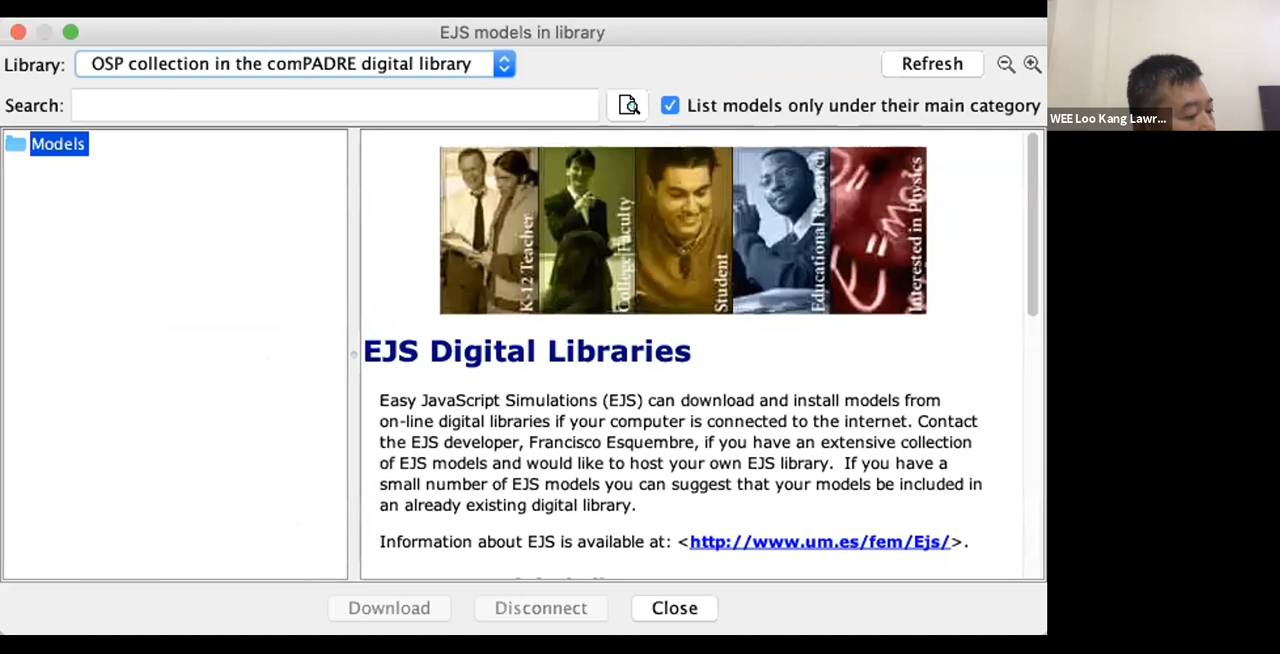 EJS models in library
Library: OSP collection in the comPADRE digital library Refresh
Search: List models only under their main category
WEE Loo Kang Lawr...
Models
K-12 Teacher
College Faculty
Student
Educational Research
Interested in Physics
EJS Digital Libraries
Easy JavaScript Simulations (EJS) can download and install models from
on-line digital libraries if your computer is connected to the internet. Contact
the EJS developer, Francisco Esquembre, if you have an extensive collection
of EJS models and would like to host your own EJS library. If you have a
small number of EJS models you can suggest that your models be included in
an already existing digital library.
Information about EJS is available at: <http://www.um.es/fem/Ejs/>.
Download Disconnect Close